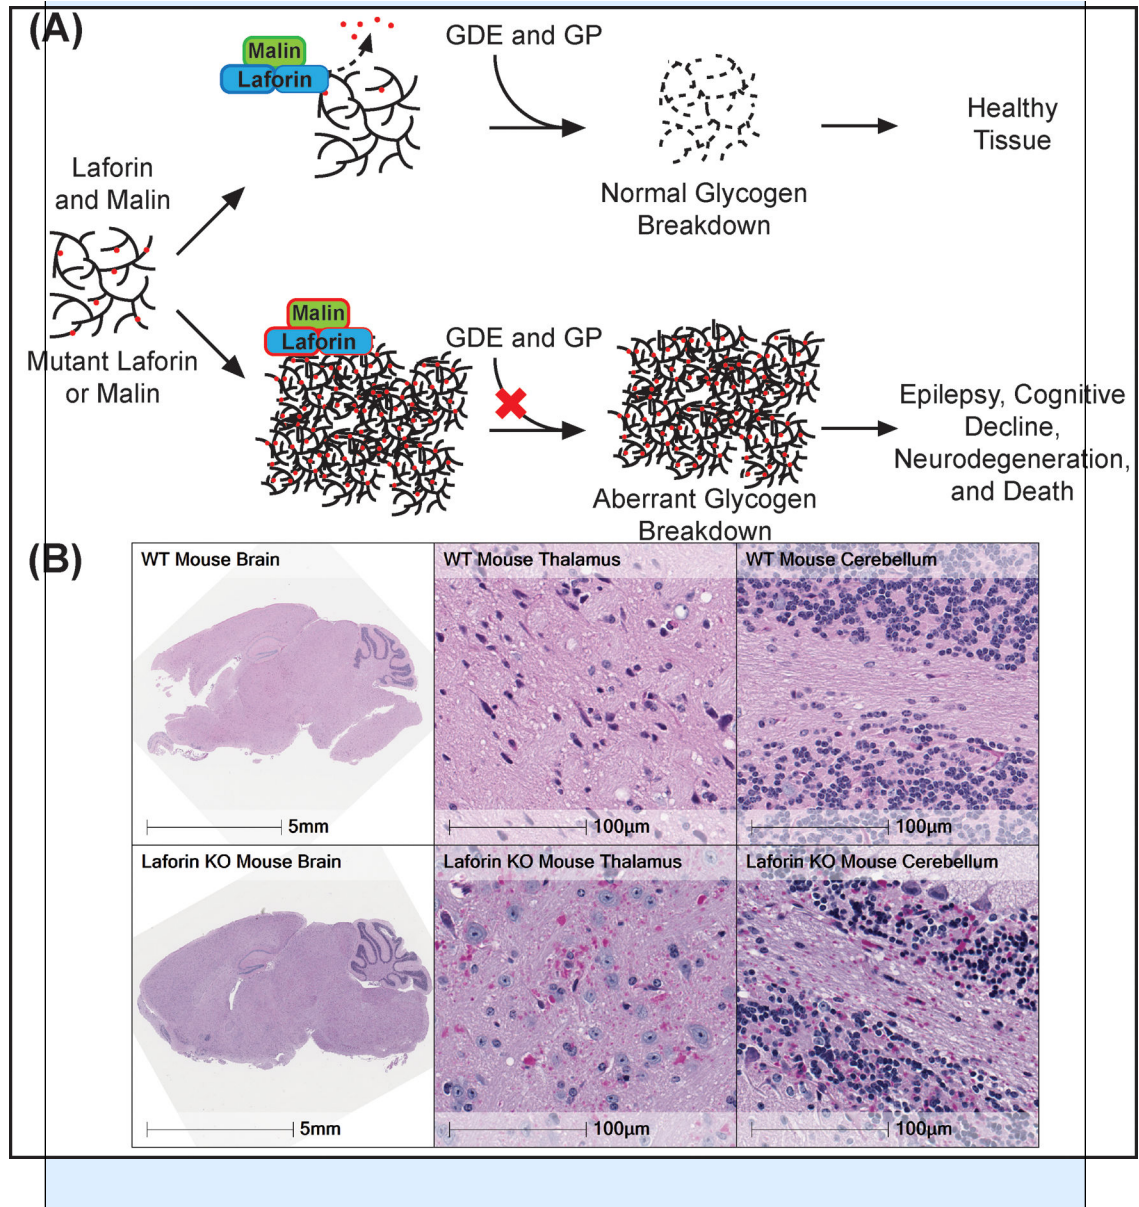 (A)
Malin
Laforin
GDE and GP
Healthy
Tissue
Laforin
and Malin
Normal Glycogen
Breakdown
Mutant Laforin
or Malin
Malin
Laforin
GDE and GP
Epilepsy, Cognitive
Decline,
Neurodegeneration,
and Death
Aberrant Glycogen
Breakdown
(B)
WT Mouse Brain
WT Mouse Thalamus
WT Mouse Cerebellum
5mm
100µm
100µm
Laforin KO Mouse Brain
Laforin KO Mouse Thalamus
Laforin KO Mouse Cerebellum
5mm
100µm
100µm